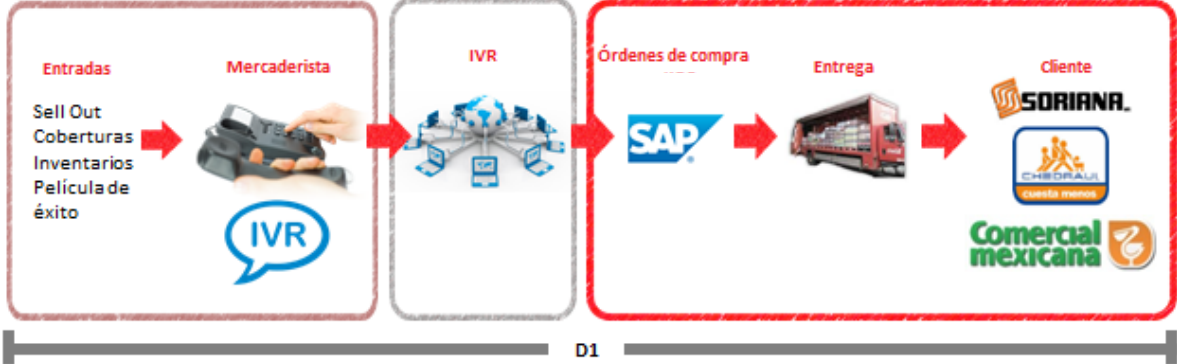 Entradas
Sell Out
Coberturas
Inventarios
Película de
éxito
Mercaderista
IVR
IVR
Órdenes de compra
SAP
Entrega
Cliente
SORIANA.
CHEDRAUI
cuesta menos
Comercial
mexicana
D1